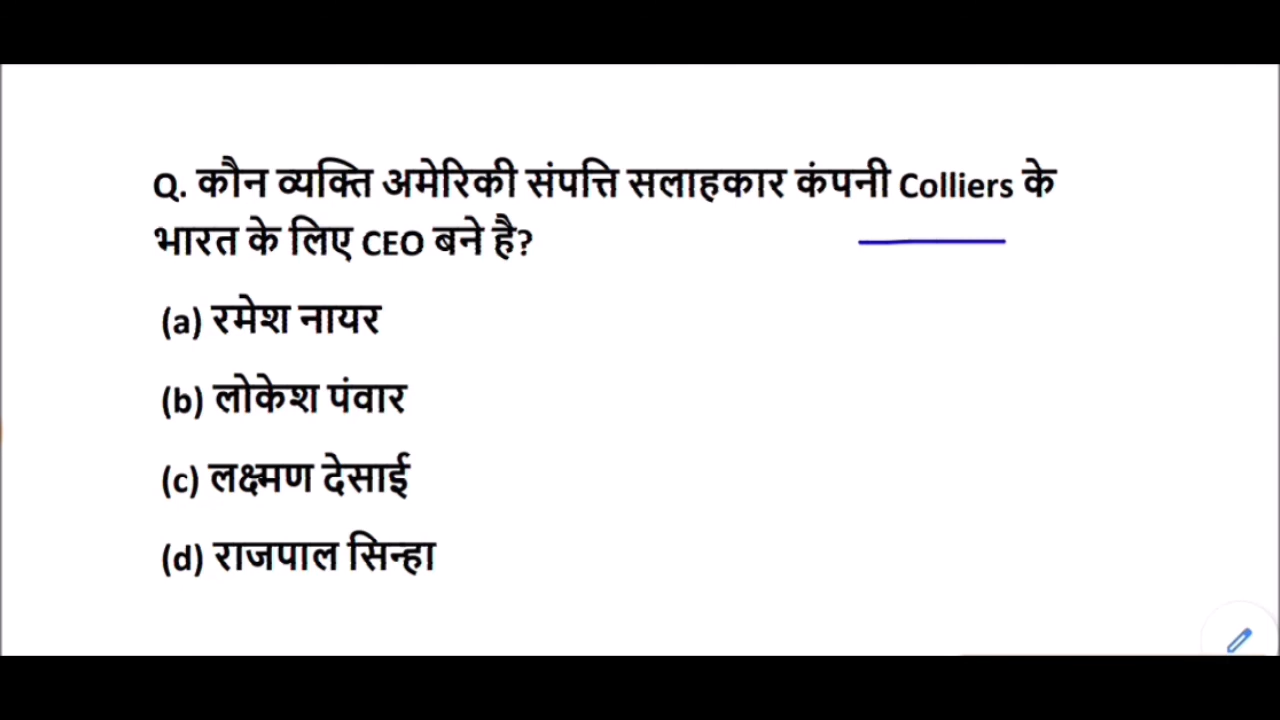 Q. कौन व्यक्ति अमेरिकी संपत्ति सलाहकार कंपनी Colliers के
भारत के लिए CEO बने है?
(a) रमेश नायर
(b) लोकेश पंवार
(c) लक्ष्मण देसाई
(d) राजपाल सिन्हा